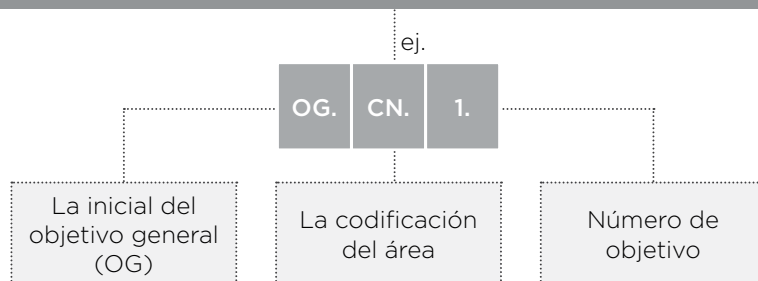 ej.
OG. CN. 1.
La inicial del
objetivo general
(OG)
La codificación
del área
Número de
objetivo